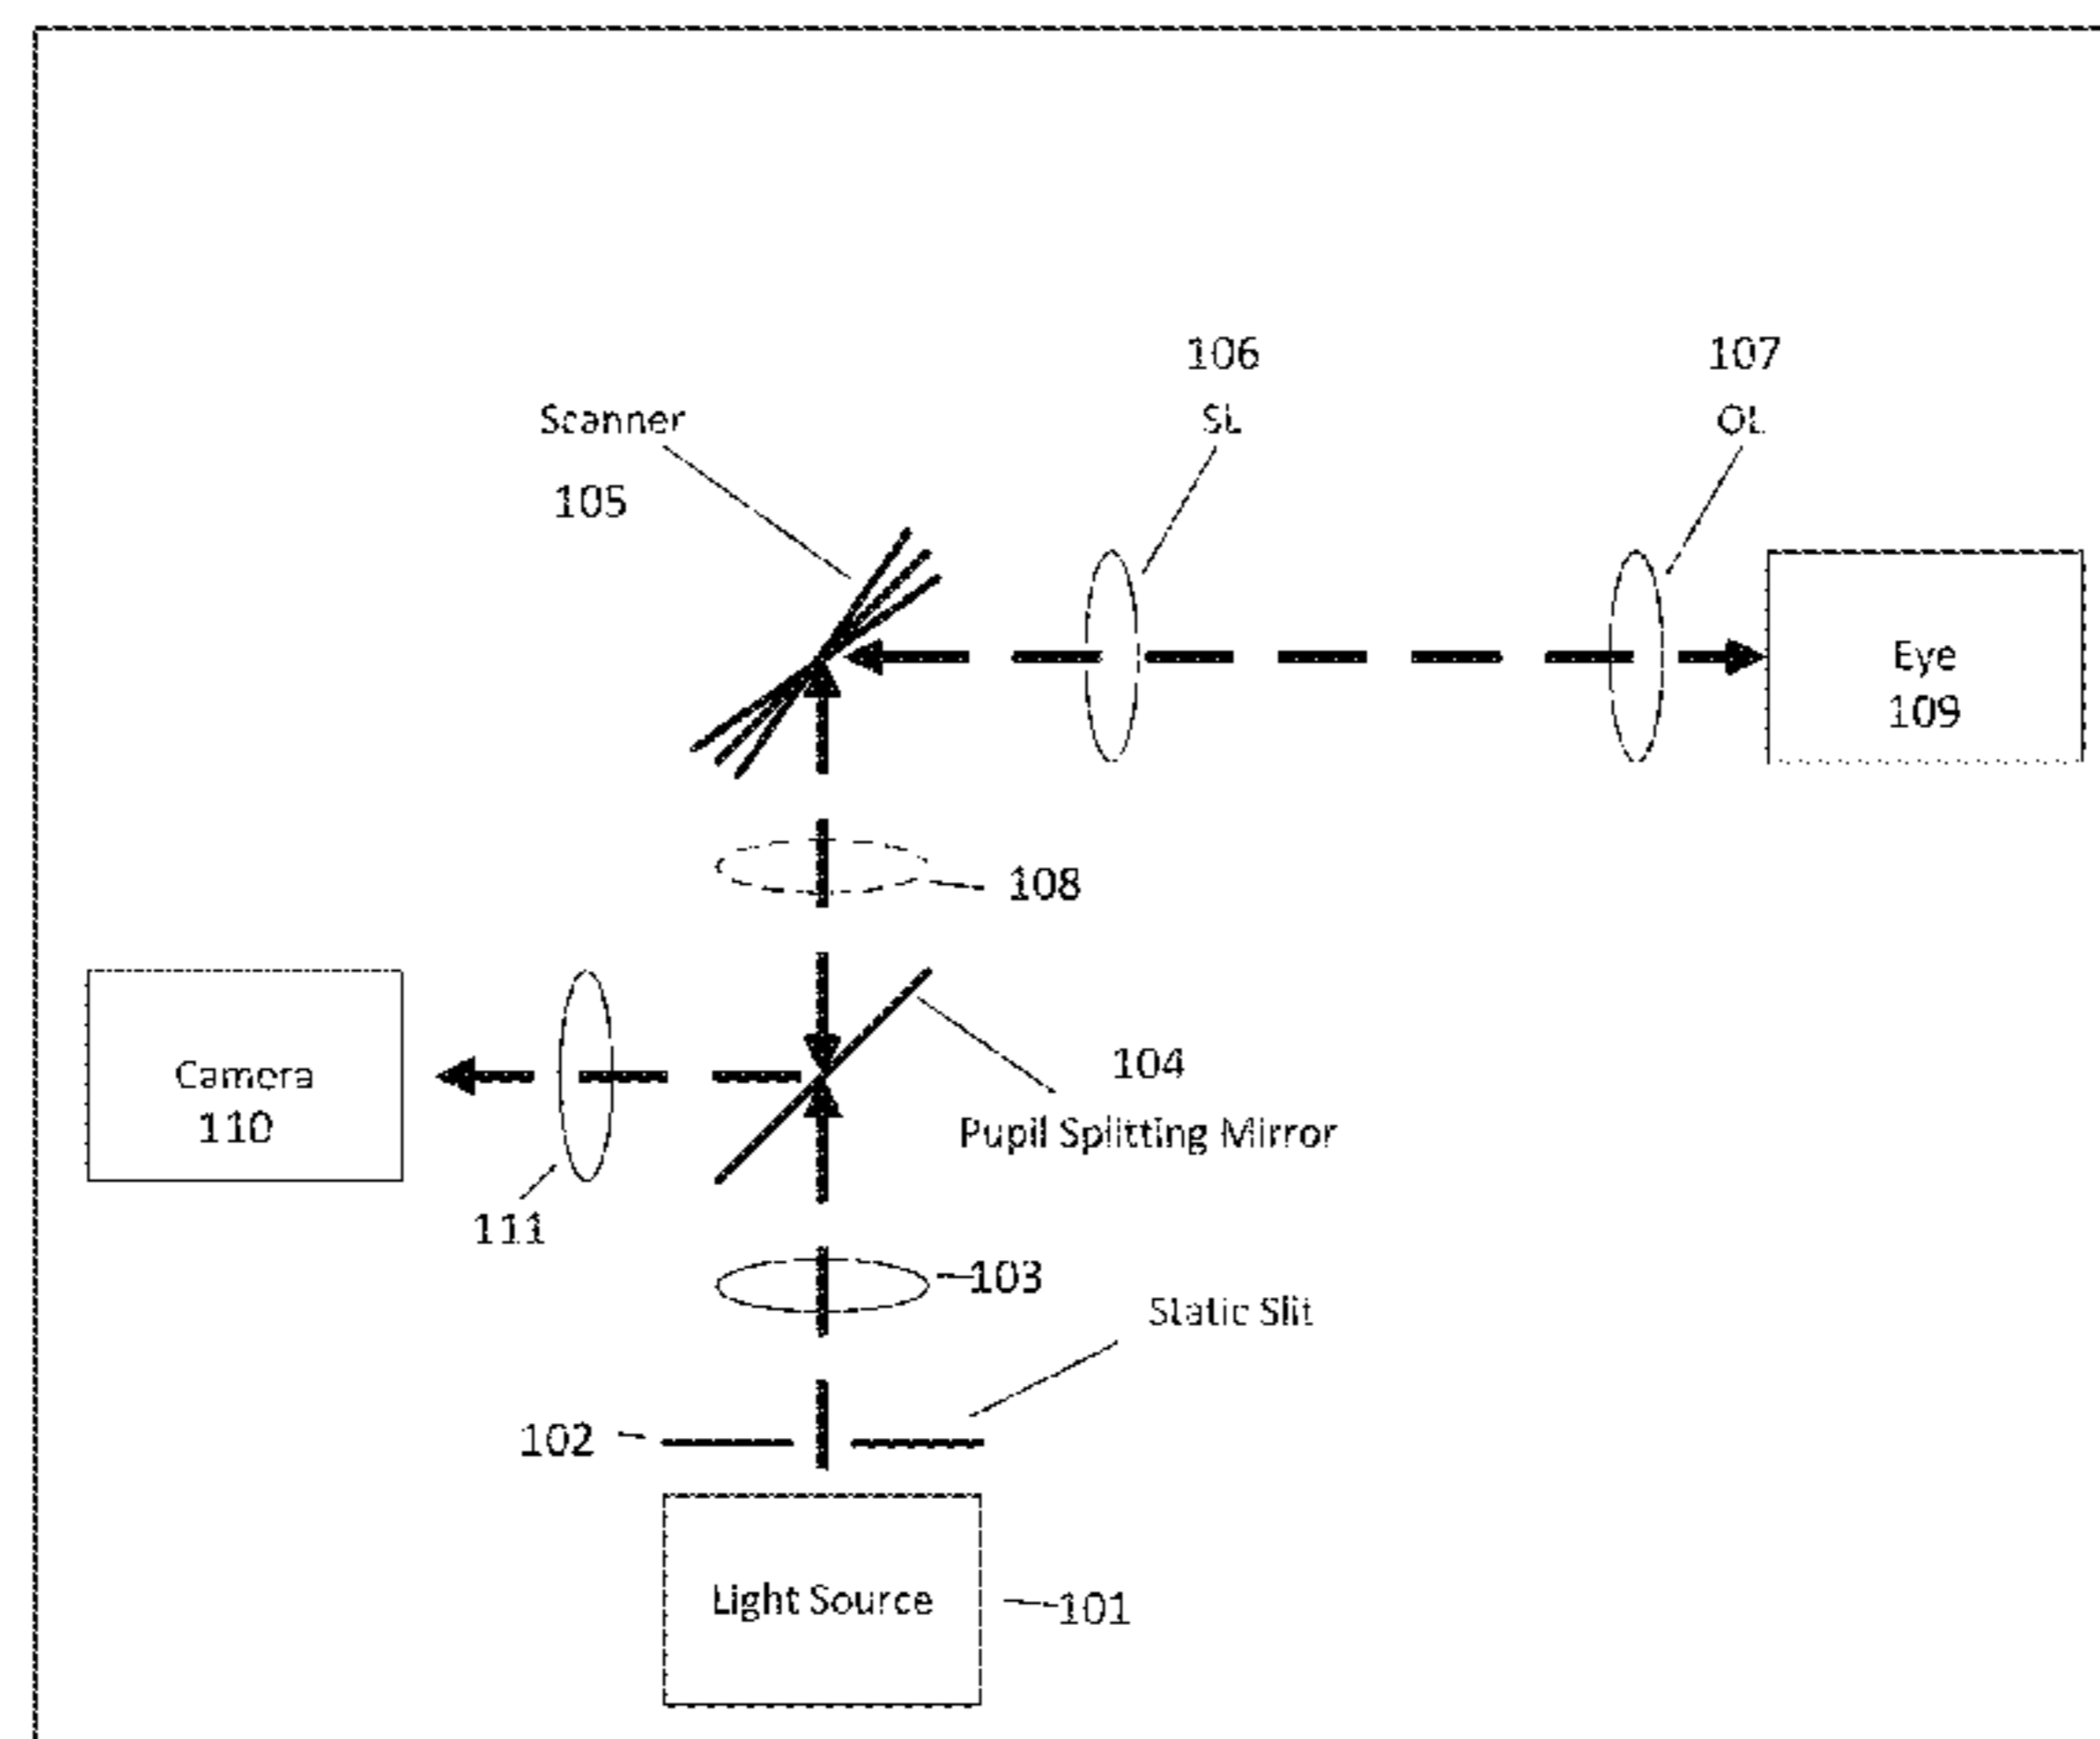 106
107
Scanner
SL
OL
105
Eye
109
108
Camera
110
104
Pupil Splitting Mirror
111
103
Static Slit
102
Light Source
101